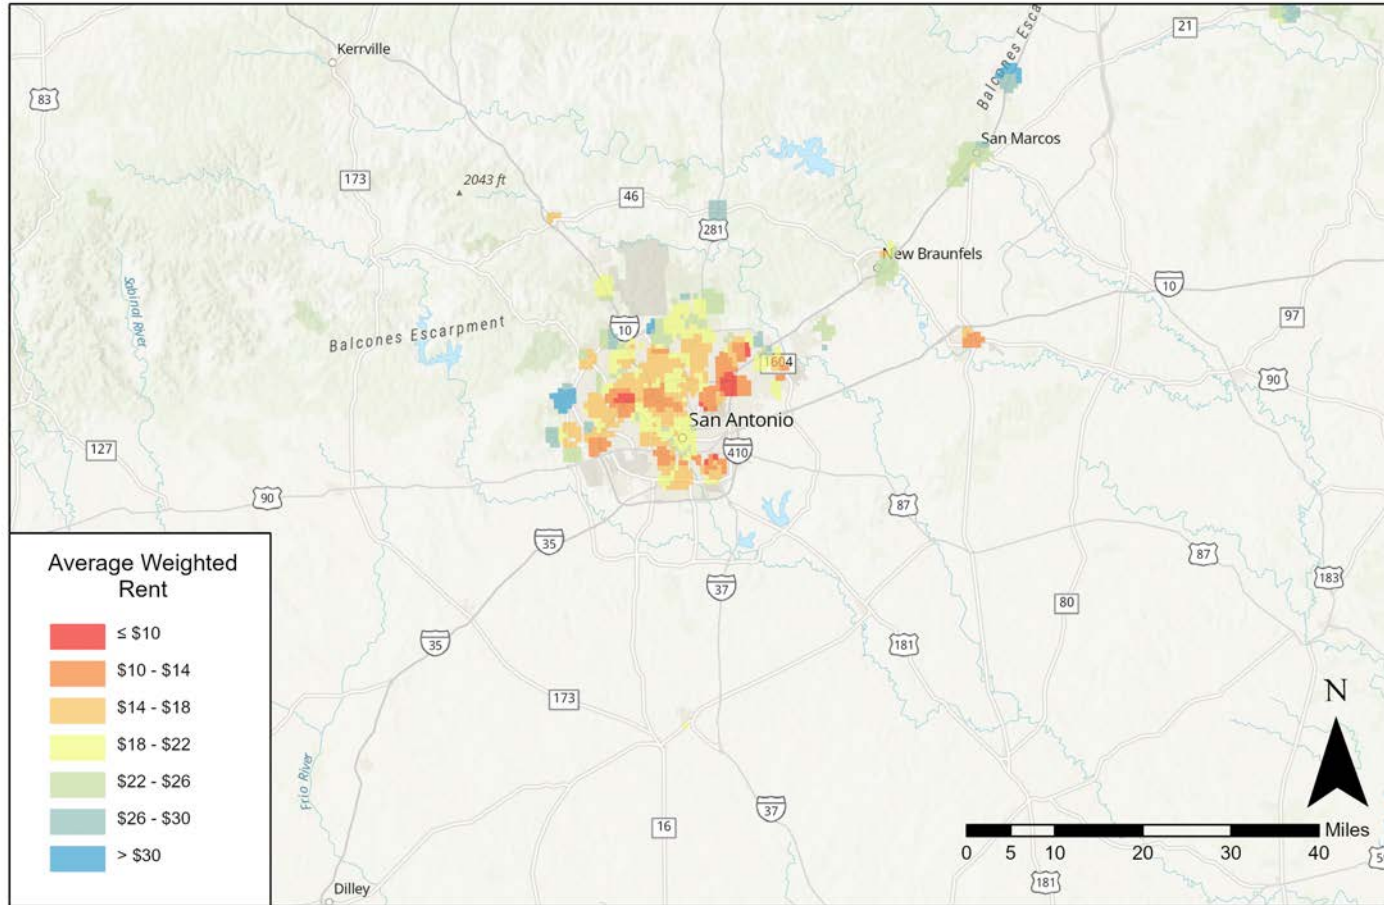 Balcones Esca
21
Kerrville
83
San Marcos
173
2043 ft
46
281
New Braunfels
10
Sabinal River
97
Balcones Escarpment
10
1604
90
San Antonio
127
410
90
87
35
87
183
37
80
35
181
173
Frio River
37
16
181
Dilley
Average Weighted
Rent
≤ $10
$10 - $14
$14 - $18
$18 - $22
$22 - $26
$26 - $30
> $30
N
Miles
0 5 10 20 30 40